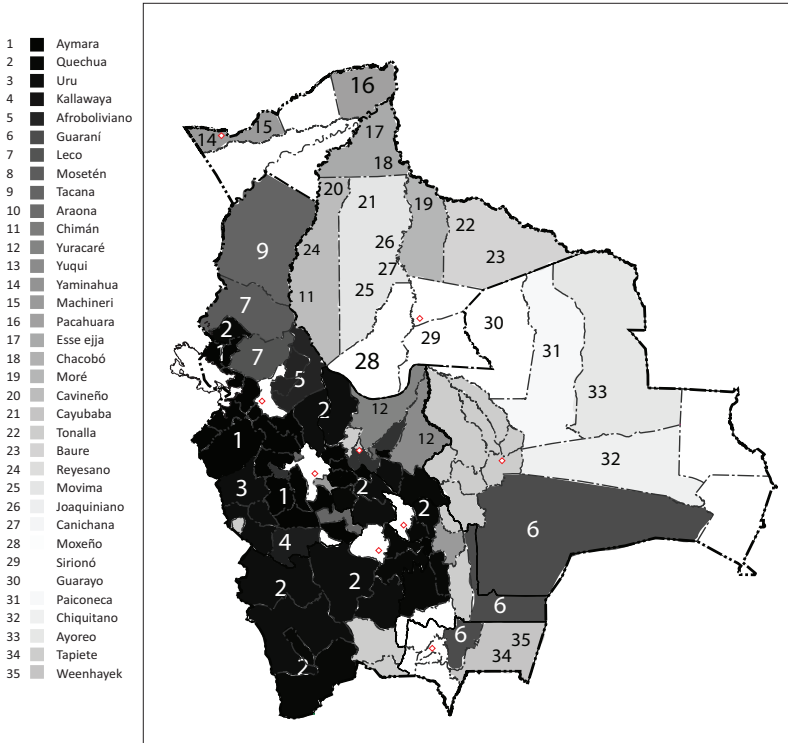 1 Aymara
2 Quechua
3 Uru
4 Kallawaya
5 Afroboliviano
6 Guaraní
7 Leco
8 Mosetén
9 Tacana
10 Araona
11 Chimán
12 Yuracaré
13 Yuqui
14 Yaminahua
15 Machineri
16 Pacahuara
17 Esse ejja
18 Chacobó
19 Moré
20 Cavineño
21 Cayubaba
22 Tonalla
23 Baure
24 Reyesano
25 Movima
26 Joaquiniano
27 Canichana
28 Moxeño
29 Sirionó
30 Guarayo
31 Paiconeca
32 Chiquitano
33 Ayoreo
34 Tapiete
35 Weenhayek
16
15
14
17
18
20
21
19
22
24
26
23
9
27
11
25
7
30
2
29
31
1
7
28
5
33
2
12
1
12
32
3
1
2
2
6
4
2
2
6
6
35
34
2